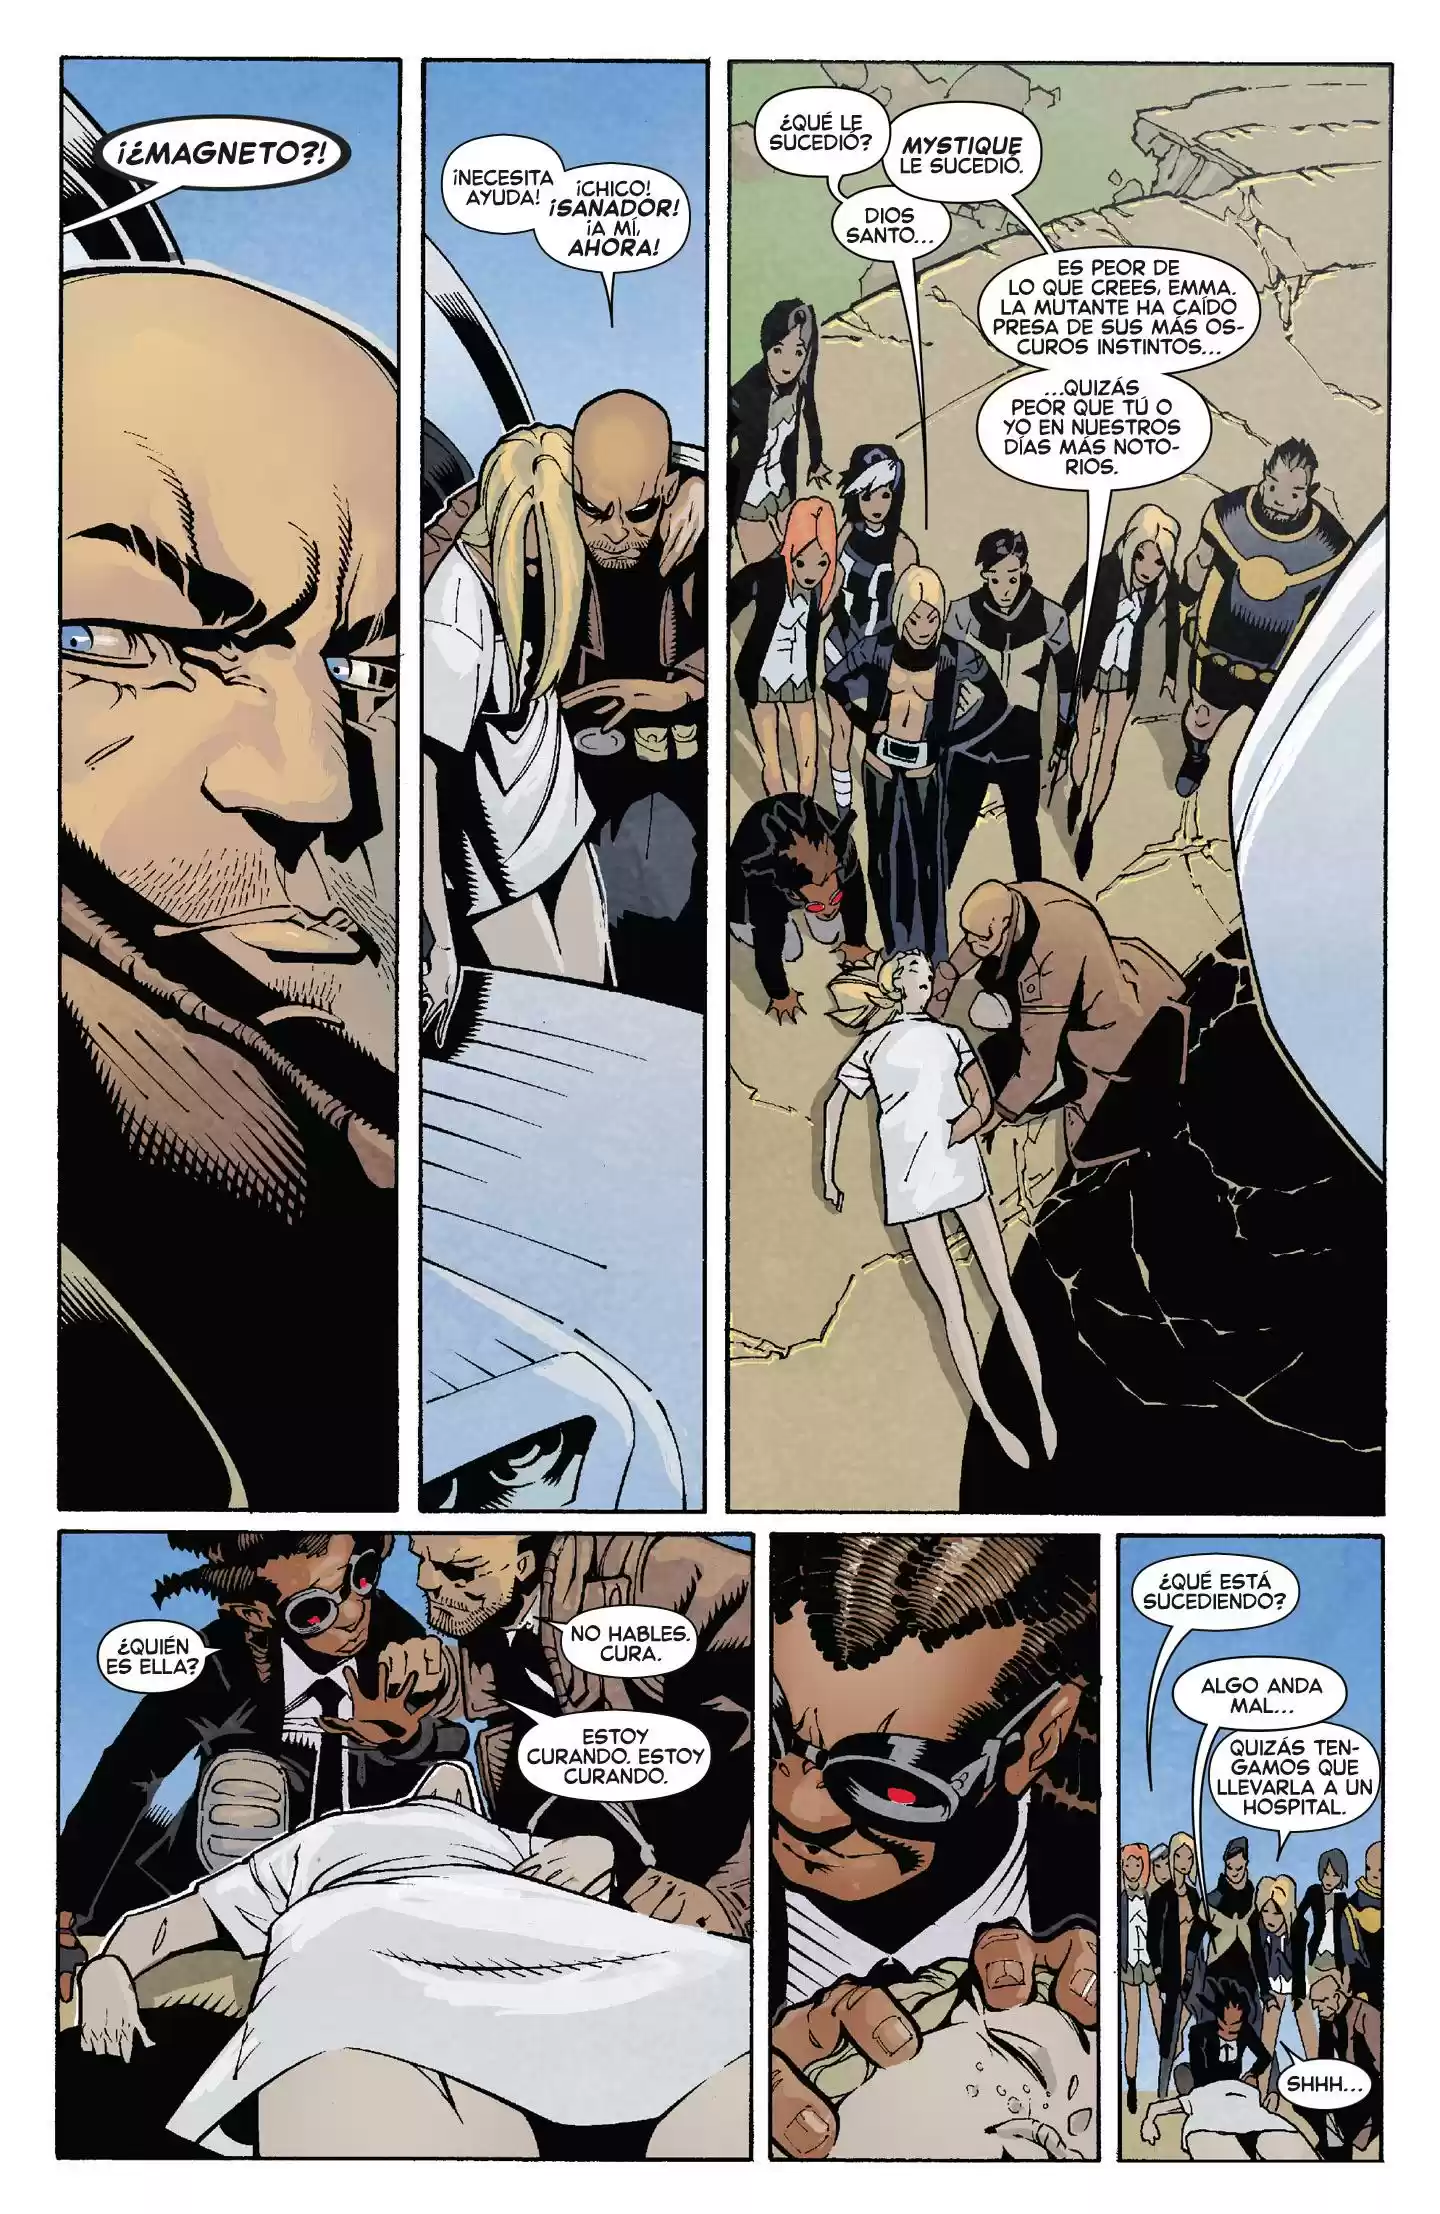 ¡¿MAGNETO?!
¡NECESITA
AYUDA!
¡CHICO!
¡SANADOR!
¡A MÍ,
AHORA!
¿QUÉ LE
SUCEDIÓ?
MYSTIQUE
LE SUCEDIÓ.
DIOS
SANTO...
ES PEOR DE
LO QUE CREES, EMMA.
LA MUTANTE HA CAÍDO
PRESA DE SUS MÁS OS-
CUROS INSTINTOS...
...QUIZÁS
PEOR QUE TÚ O
YO EN NUESTROS
DÍAS MÁS NOTO-
RIOS.
¿QUIÉN
ES ELLA?
NO HABLES.
CURA.
ESTOY
CURANDO. ESTOY
CURANDO.
¿QUÉ ESTÁ
SUCEDIENDO?
ALGO ANDA
MAL...
QUIZÁS TEN-
GAMOS QUE
LLEVARLA A UN
HOSPITAL.
SHHH...